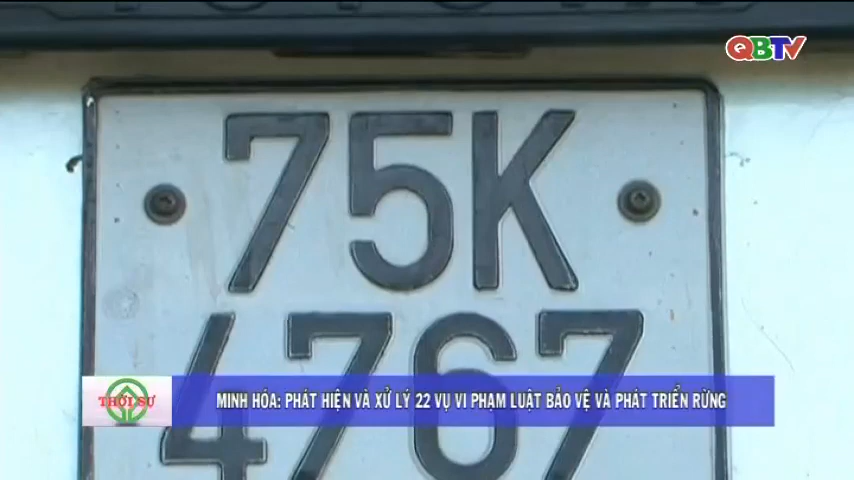 QBTV
75K
4767
THỜI SỰ
MINH HÓA: PHÁT HIỆN VÀ XỬ LÝ 22 VỤ VI PHẠM LUẬT BẢO VỆ VÀ PHÁT TRIỂN RỪNG